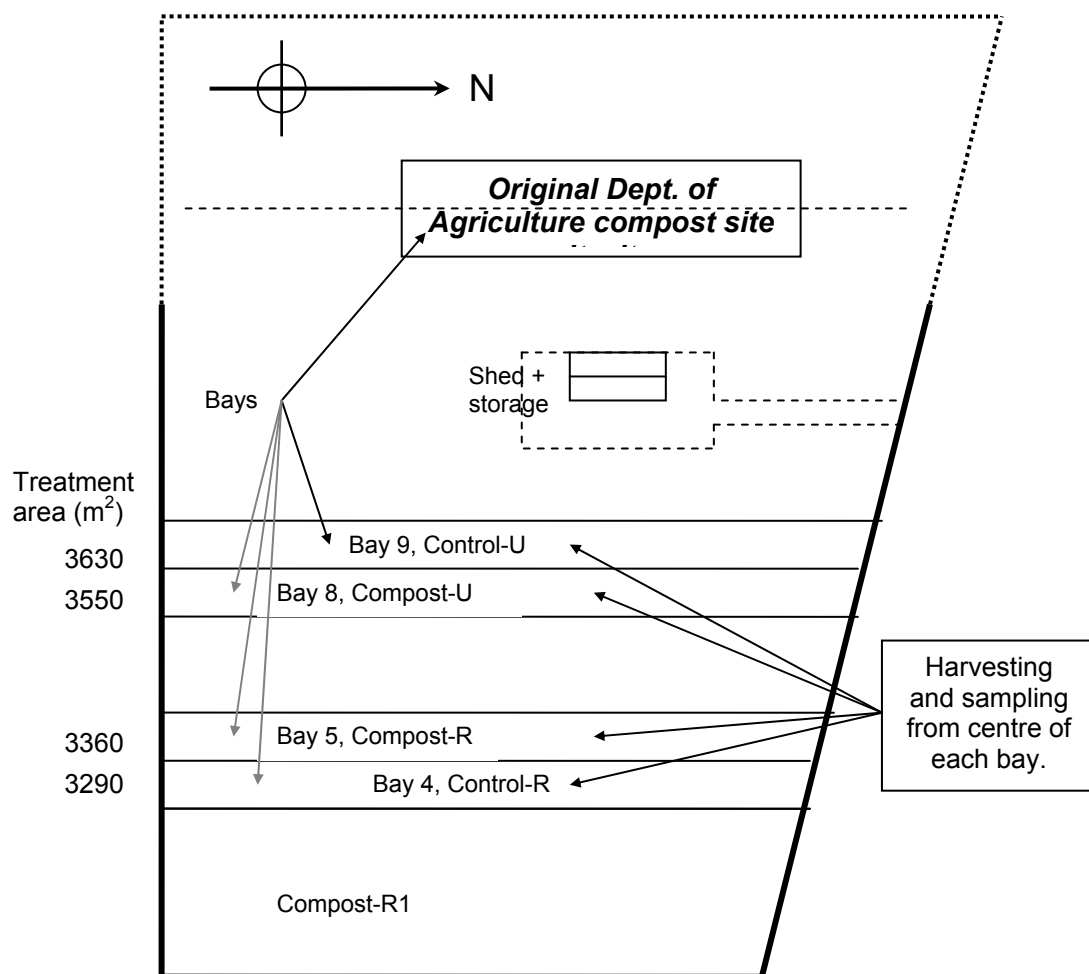 N
Original Dept. of
Agriculture compost site
Shed +
storage
Bays
Treatment
area (m²)
3630
Bay 9, Control-U
3550
Bay 8, Compost-U
Harvesting
and sampling
from centre of
each bay.
3360
Bay 5, Compost-R
3290
Bay 4, Control-R
Compost-R1